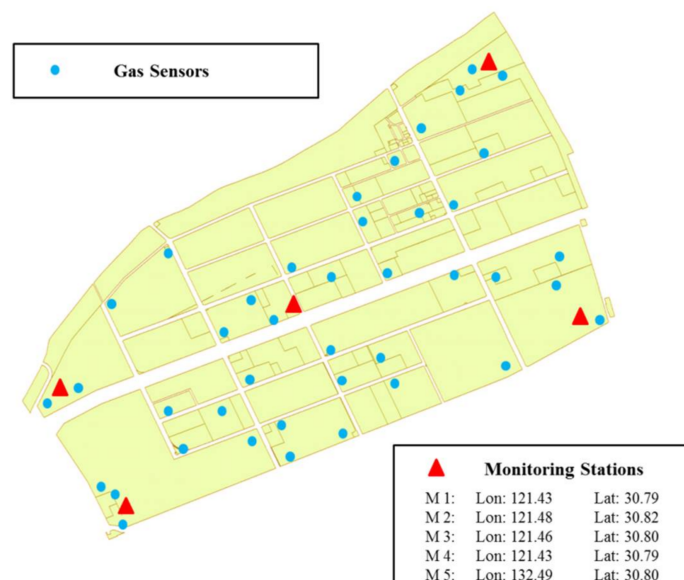 Gas Sensors
Monitoring Stations
M 1: Lon: 121.43 Lat: 30.79
M 2: Lon: 121.48 Lat: 30.82
M 3: Lon: 121.46 Lat: 30.80
M 4: Lon: 121.43 Lat: 30.79
M 5: Lon: 132.49 Lat: 30.80